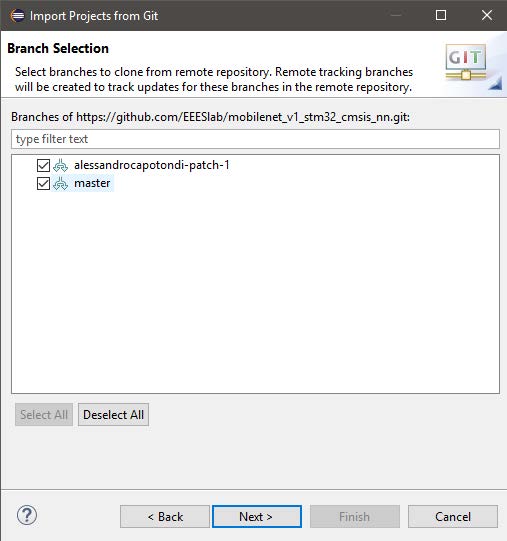 Import Projects from Git
Branch Selection
GIT
Select branches to clone from remote repository. Remote tracking branches
will be created to track updates for these branches in the remote repository.
Branches of https://github.com/EEESlab/mobilenet_v1_stm32_cmsis_nn.git:
type filter text
alessandrocapotondi-patch-1
master
Select All
Deselect All
?
< Back
Next >
Finish
Cancel